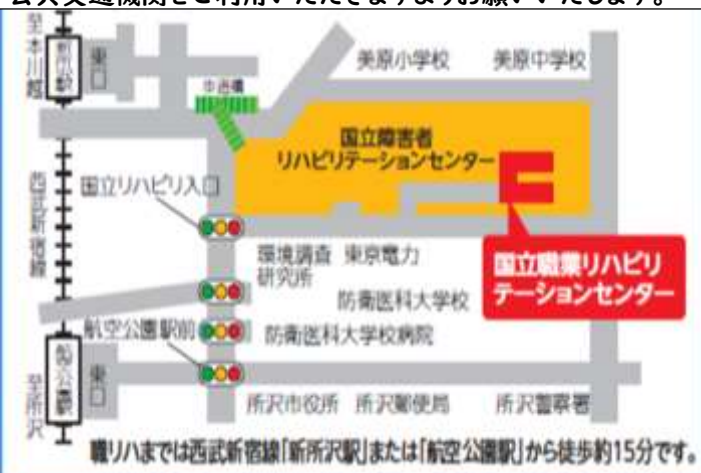 公共交通機関をご利用いただきますようお願いいたします。
至本川越
新所沢駅
東口
歩道橋
美原小学校
美原中学校
国立障害者
リハビリテーションセンター
西武新宿線
国立リハビリ入口
環境調査
研究所
東京電力
国立職業リハビリ
テーションセンター
防衛医科大学校
航空公園駅前
防衛医科大学校病院
航空公園駅
東口
至所沢
所沢市役所
所沢郵便局
所沢警察署
職リハまでは西武新宿線「新所沢駅」または「航空公園駅」から徒歩約15分です。